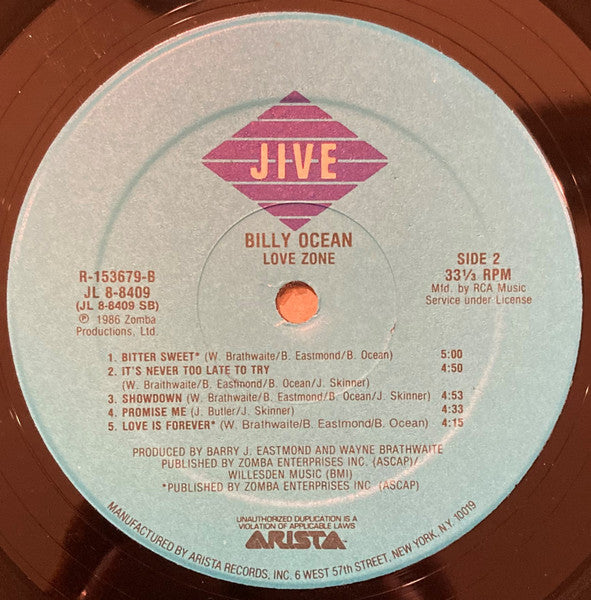 JIVE
BILLY OCEAN
LOVE ZONE
R-153679-B
JL 8-8409
(JL 8-8409 SB)
℗ 1986 Zomba
Productions, Ltd.
SIDE 2
33⅓ RPM
Mfd. by RCA Music
Service under License
1. BITTER SWEET* (W. Brathwaite/B. Eastmond/B. Ocean) 5:00
2. IT'S NEVER TOO LATE TO TRY 4:50
(W. Brathwaite/B. Eastmond/B. Ocean/J. Skinner)
3. SHOWDOWN (W. Brathwaite/B. Eastmond/B. Ocean/J. Skinner) 4:53
4. PROMISE ME (J. Butler/J. Skinner) 4:33
5. LOVE IS FOREVER* (W. Brathwaite/B. Eastmond/B. Ocean) 4:15
PRODUCED BY BARRY J. EASTMOND AND WAYNE BRATHWAITE
PUBLISHED BY ZOMBA ENTERPRISES INC. (ASCAP)/
WILLESDEN MUSIC (BMI)
*PUBLISHED BY ZOMBA ENTERPRISES INC. (ASCAP)
UNAUTHORIZED DUPLICATION IS A
VIOLATION OF APPLICABLE LAWS
ARISTA
MANUFACTURED BY ARISTA RECORDS, INC. 6 WEST 57th STREET, NEW YORK, N.Y. 10019